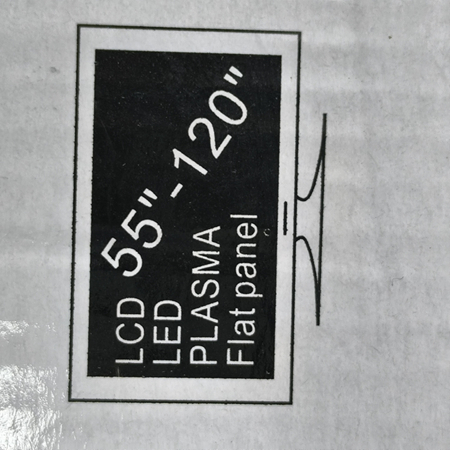 LCD
LED
PLASMA
Flat panel
55"-120"